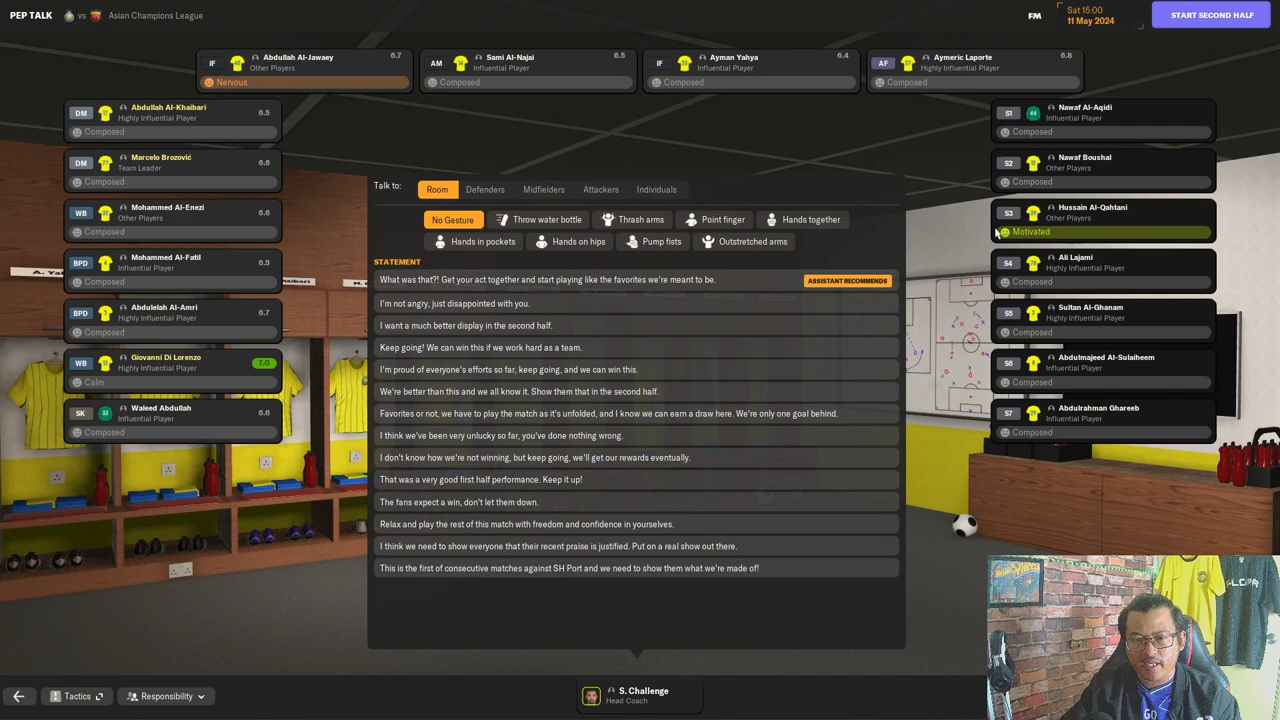 PEP TALK
vs
Asian Champions League
FM
Sat 15:00
11 May 2024
START SECOND HALF
IF
Abdullah Al-Jawaey
Other Players
6.7
Nervous
AM
Sami Al-Najai
Influential Player
6.5
Composed
IF
Ayman Yahya
Influential Player
6.4
Composed
AF
Aymeric Laporte
Highly Influential Player
6.8
Composed
DM
Abdullah Al-Khaibari
Highly Influential Player
6.5
Composed
DM
Marcelo Brozović
Team Leader
6.6
Composed
WB
Mohammed Al-Enezi
Other Players
6.6
Composed
BPD
Mohammed Al-Fatil
Influential Player
6.5
Composed
BPD
Abdulelah Al-Amri
Highly Influential Player
6.7
Composed
WB
Giovanni Di Lorenzo
Highly Influential Player
7.0
Calm
SK
Waleed Abdullah
Influential Player
6.6
Composed
Talk to:
Room
Defenders
Midfielders
Attackers
Individuals
No Gesture
Throw water bottle
Thrash arms
Point finger
Hands together
Hands in pockets
Hands on hips
Pump fists
Outstretched arms
STATEMENT
What was that?! Get your act together and start playing like the favorites we're meant to be.
ASSISTANT RECOMMENDS
I'm not angry, just disappointed with you.
I want a much better display in the second half.
Keep going! We can win this if we work hard as a team.
I'm proud of everyone's efforts so far, keep going, and we can win this.
We're better than this and we all know it. Show them that in the second half.
Favorites or not, we have to play the match as it's unfolded, and I know we can earn a draw here. We're only one goal behind.
I think we've been very unlucky so far, you've done nothing wrong.
I don't know how we're not winning, but keep going, we'll get our rewards eventually.
That was a very good first half performance. Keep it up!
The fans expect a win, don't let them down.
Relax and play the rest of this match with freedom and confidence in yourselves.
I think we need to show everyone that their recent praise is justified. Put on a real show out there.
This is the first of consecutive matches against SH Port and we need to show them what we're made of!
S1
Nawaf Al-Aqidi
Influential Player
Composed
S2
Nawaf Boushal
Influential Player
Composed
S3
Hussain Al-Qahtani
Other Players
Motivated
S4
Ali Lajami
Highly Influential Player
Composed
S5
Sultan Al-Ghanam
Highly Influential Player
Composed
S6
Abdulmajeed Al-Sulaiheem
Influential Player
Composed
S7
Abdulrahman Ghareeb
Influential Player
Composed
Tactics
Responsibility
S. Challenge
Head Coach